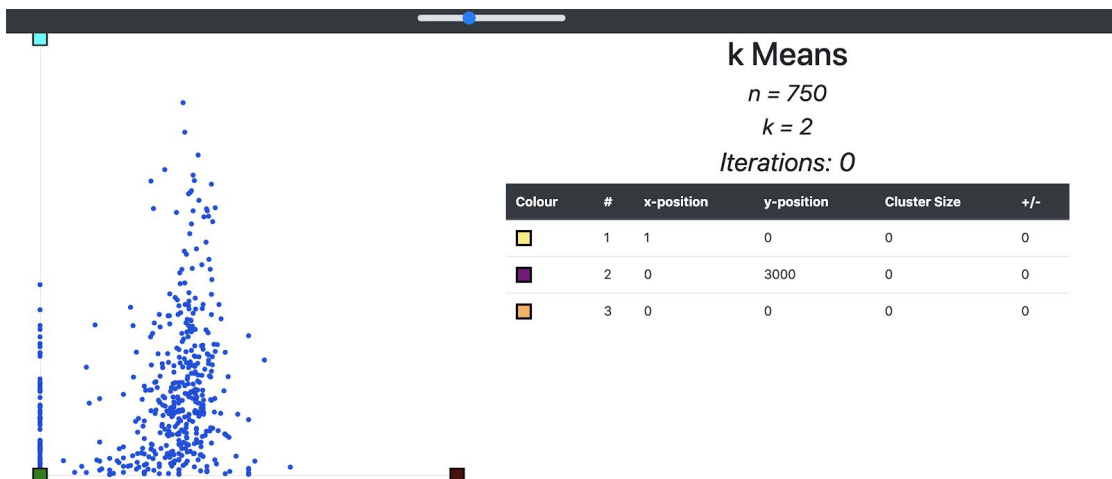 k Means
n = 750
k = 2
Iterations: 0
Colour # x-position y-position Cluster Size +/-
1 1 0 0 0
2 0 3000 0 0
3 0 0 0 0